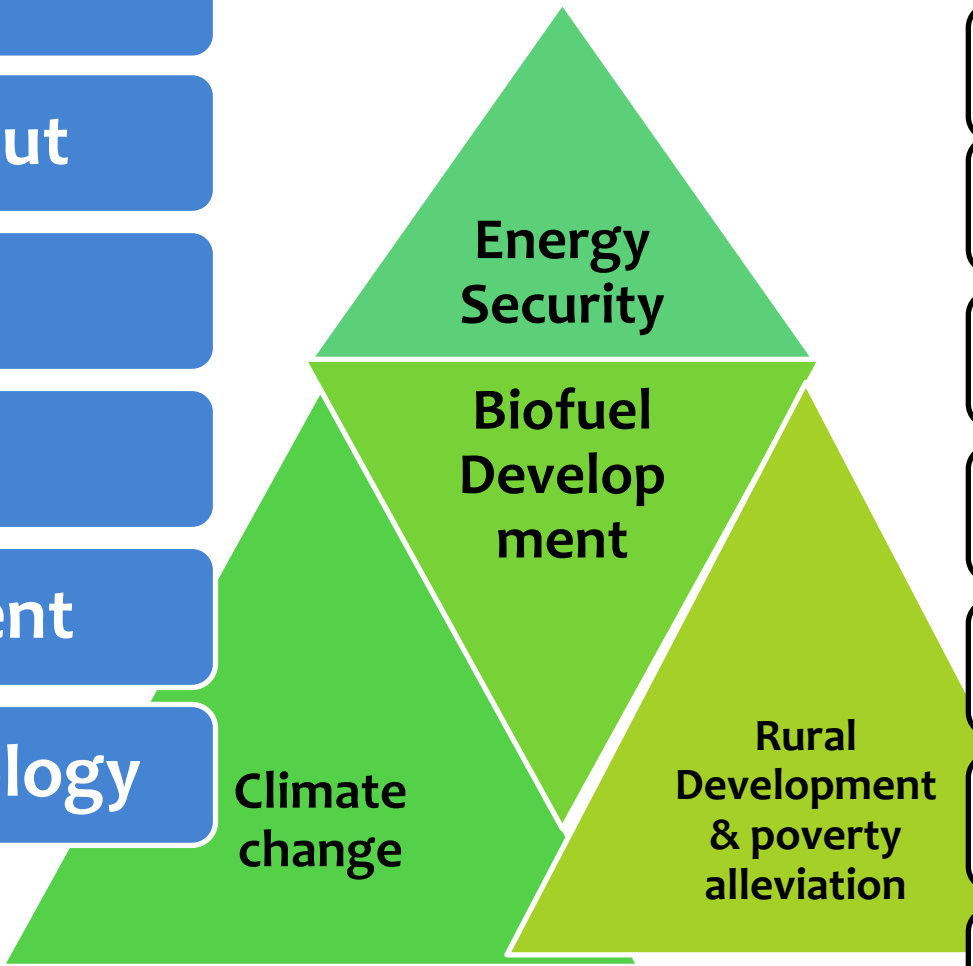 ut
ent
logy
Energy
Security
Biofuel
Develop
ment
Climate
change
Rural
Development
& poverty
alleviation